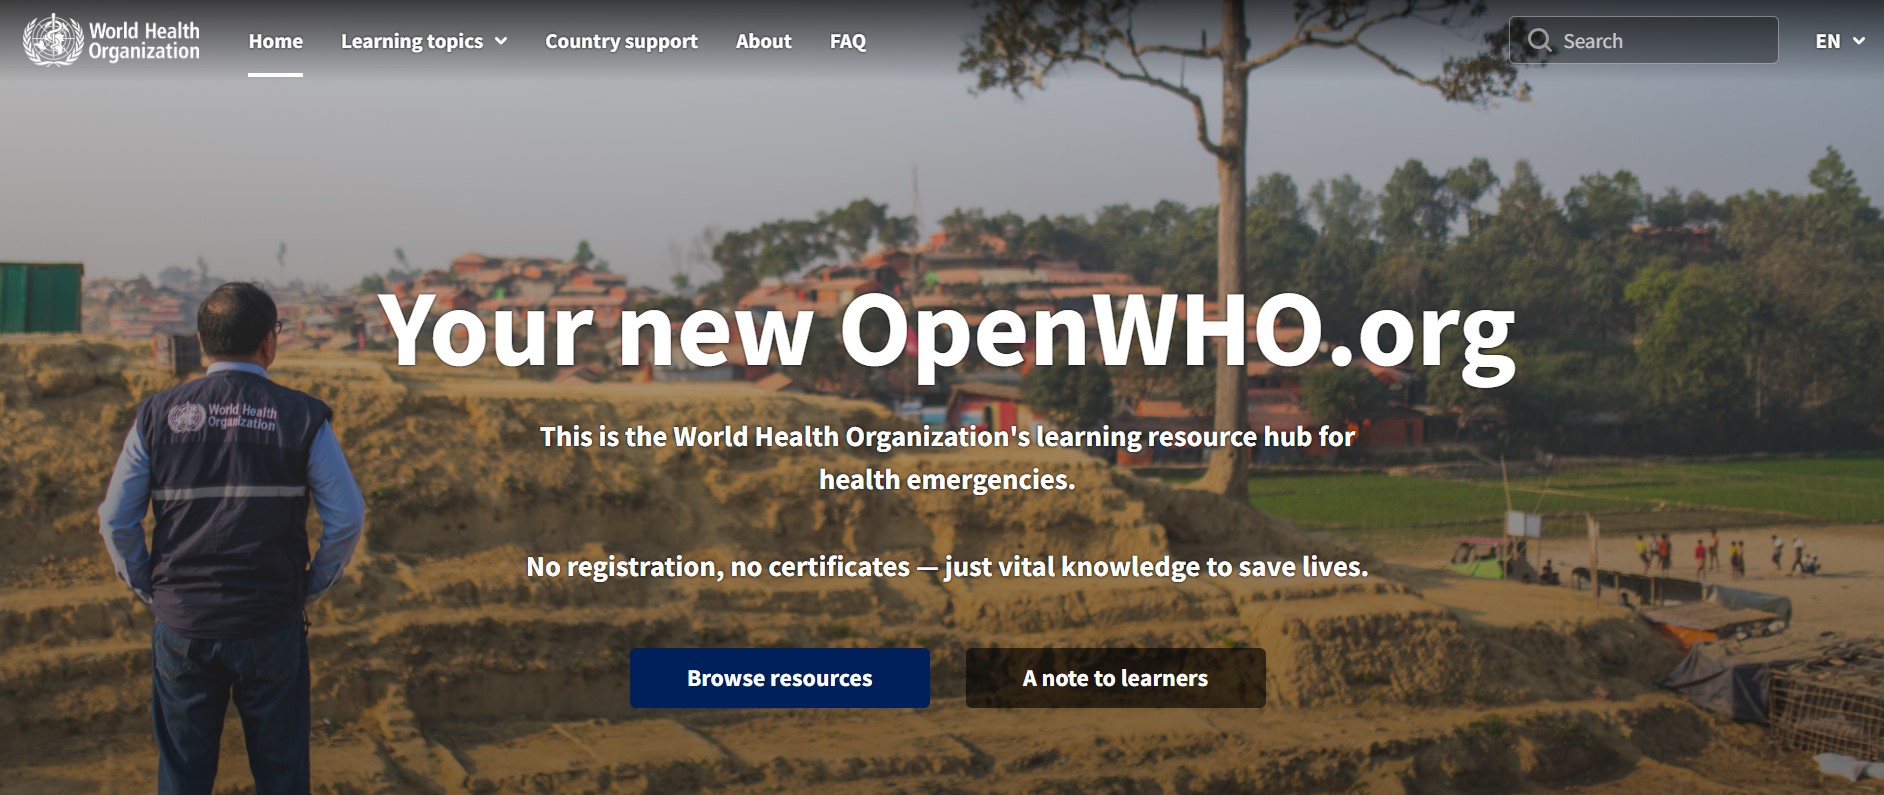 World Health
Organization
Home
Learning topics
Country support
About
FAQ
Search
EN
Your new OpenWHO.org
World Health
Organization
This is the World Health Organization's learning resource hub for
health emergencies.
No registration, no certificates — just vital knowledge to save lives.
Browse resources
A note to learners